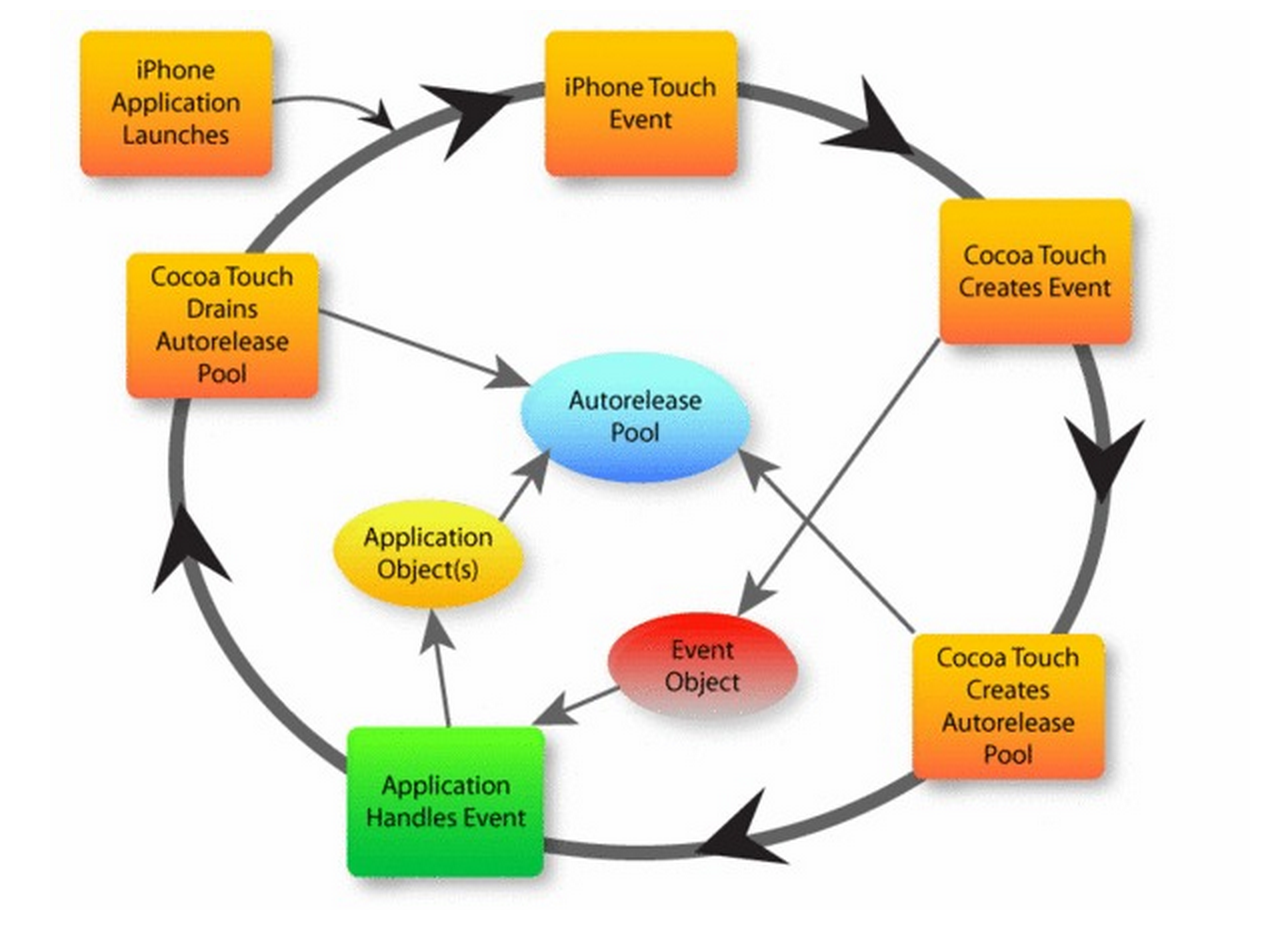 iPhone
Application
Launches
iPhone Touch
Event
Cocoa Touch
Creates Event
Cocoa Touch
Drains
Autorelease
Pool
Autorelease
Pool
Application
Object(s)
Event
Object
Cocoa Touch
Creates
Autorelease
Pool
Application
Handles Event